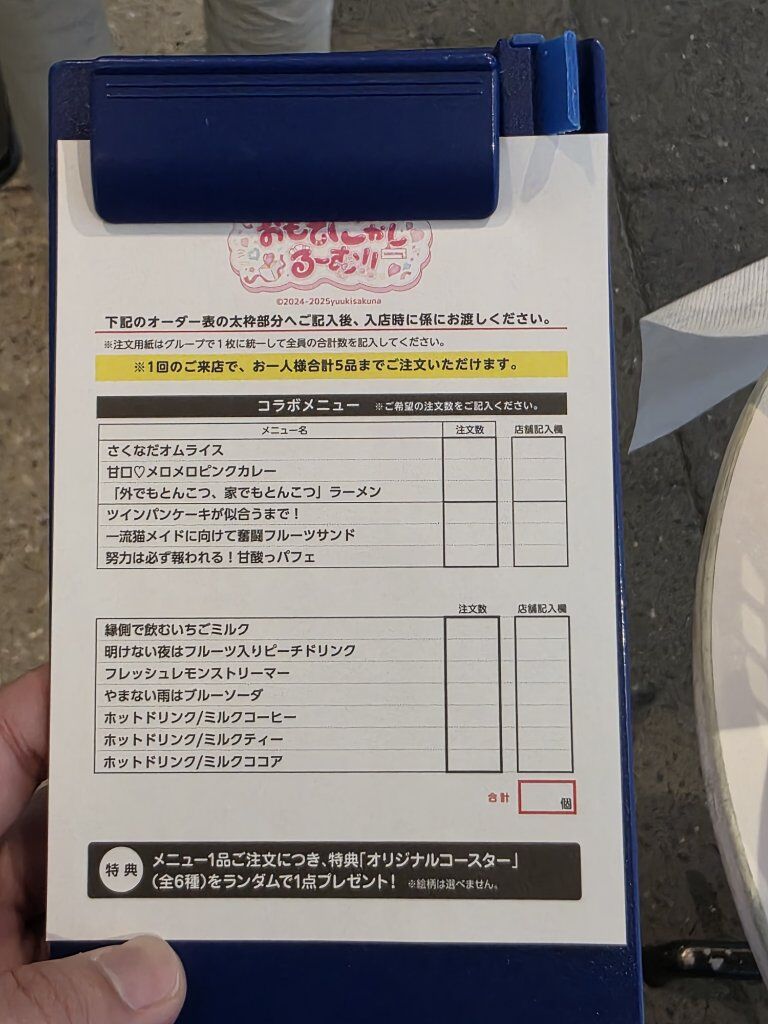 おもてにかし
る〜む!!
©2024-2025yuukisakuna
下記のオーダー表の太枠部分へご記入後、入店時に係にお渡しください。
※注文用紙はグループで1枚に統一して全員の合計数を記入してください。
※1回のご来店で、お一人様合計5品までご注文いただけます。
コラボメニュー ※ご希望の注文数をご記入ください。
メニュー名 注文数 店舗記入欄
さくなだオムライス
甘口♡メロメロピンクカレー
「外でもとんこつ、家でもとんこつ」ラーメン
ツインパンケーキが似合うまで!
一流猫メイドに向けて奮闘フルーツサンド
努力は必ず報われる!甘酸っパフェ
注文数 店舗記入欄
縁側で飲むいちごミルク
明けない夜はフルーツ入りピーチドリンク
フレッシュレモンストリーマー
やまない雨はブルーソーダ
ホットドリンク/ミルクコーヒー
ホットドリンク/ミルクティー
ホットドリンク/ミルクココア
合計 個
特典 メニュー1品ご注文につき、特典「オリジナルコースター」
(全6種)をランダムで1点プレゼント! ※絵柄は選べません。